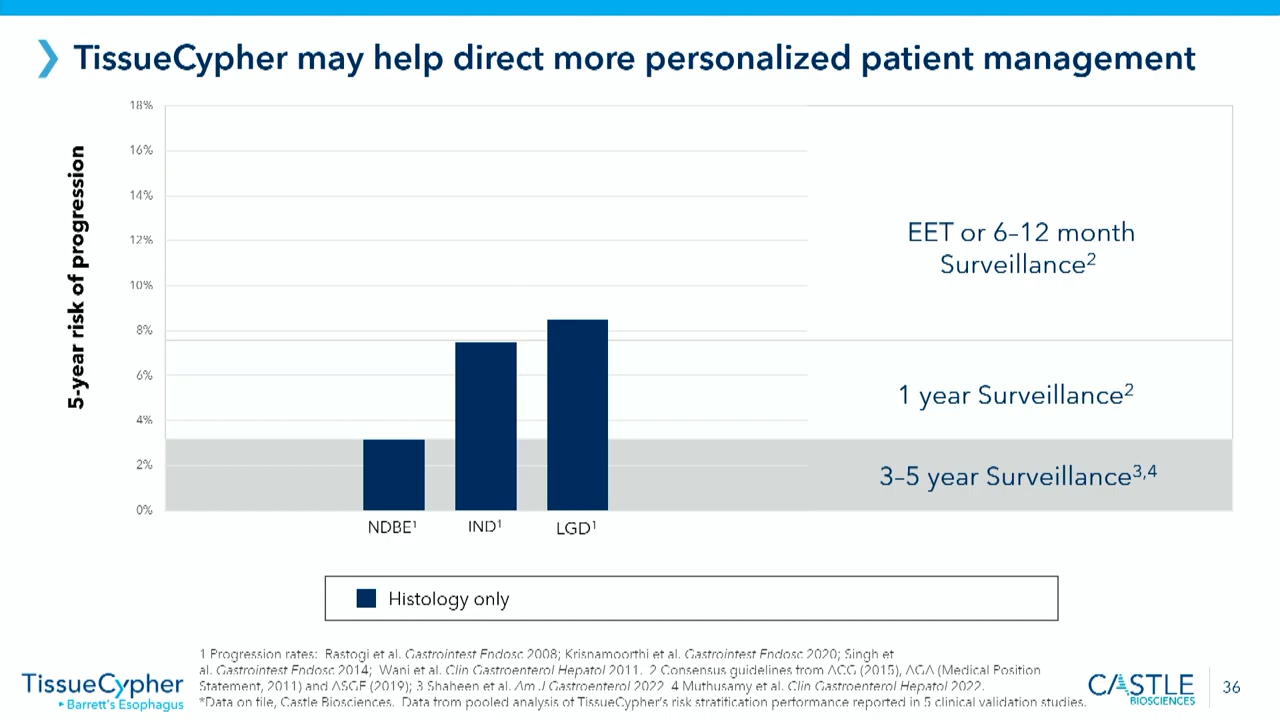 TissueCypher may help direct more personalized patient management
5-year risk of progression
18%
16%
14%
12%
10%
8%
6%
4%
2%
0%
EET or 6–12 month
Surveillance²
1 year Surveillance²
3–5 year Surveillance³,⁴
NDBE¹
IND¹
LGD¹
Histology only
1 Progression rates: Rastogi et al. Gastrointest Endosc 2008; Krisnamoorthi et al. Gastrointest Endosc 2020; Singh et
al. Gastrointest Endosc 2014; Wani et al. Clin Gastroenterol Hepatol 2011. 2 Consensus guidelines from ACG (2015), AGA (Medical Position
Statement, 2011) and ASGE (2019); 3 Shaheen et al. Am J Gastroenterol 2022 4 Muthusamy et al. Clin Gastroenterol Hepatol 2022.
*Data on file, Castle Biosciences. Data from pooled analysis of TissueCypher's risk stratification performance reported in 5 clinical validation studies.
TissueCypher
Barrett's Esophagus
CASTLE
BIOSCIENCES
36